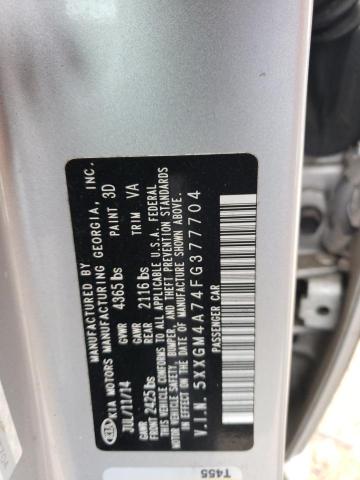 MANUFACTURED BY
KIA KIA MOTORS MANUFACTURING GEORGIA, INC.
JUL/11/14 PAINT 3D
GVWR 4365 lbs TRIM VA
GAWR FRONT 2425 lbs GAWR REAR 2116 lbs
THIS VEHICLE CONFORMS TO ALL APPLICABLE U.S.A. FEDERAL
MOTOR VEHICLE SAFETY, BUMPER, AND THEFT PREVENTION STANDARDS
IN EFFECT ON THE DATE OF MANUFACTURE SHOWN ABOVE.
V.I.N. 5XXGM4A74FG377704
PASSENGER CAR
T455